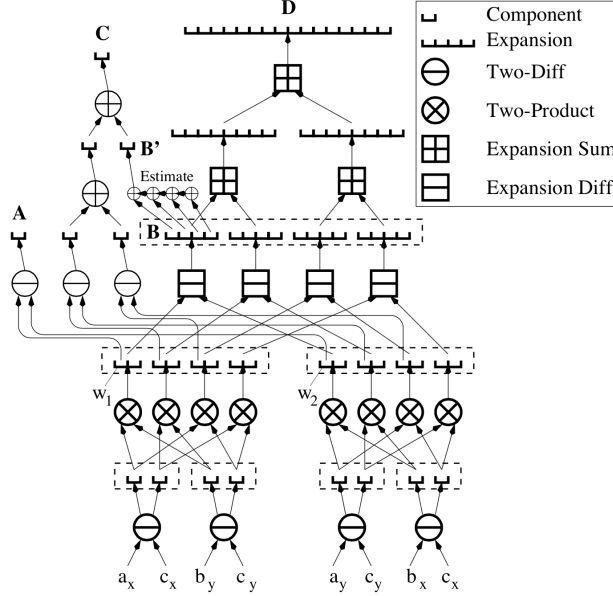 D
C
Component
Expansion
Two-Diff
Two-Product
Expansion Sum
Expansion Diff
B'
Estimate
A
B
w1 w2
ax cx by cy ay cy bx cx